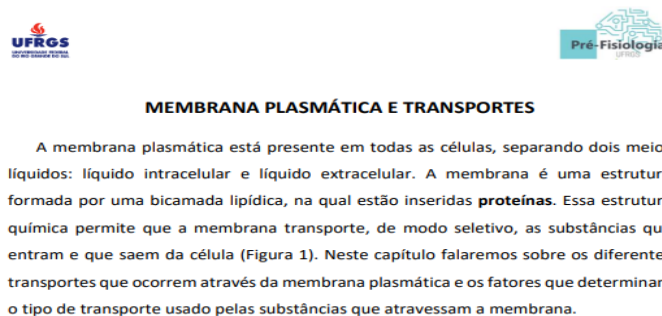 UFRGS
UNIVERSIDADE FEDERAL
DO RIO GRANDE DO SUL
Pré-Fisiologia
UFRGS
MEMBRANA PLASMÁTICA E TRANSPORTES
A membrana plasmática está presente em todas as células, separando dois meio
líquidos: líquido intracelular e líquido extracelular. A membrana é uma estrutur
formada por uma bicamada lipídica, na qual estão inseridas proteínas. Essa estrutur
química permite que a membrana transporte, de modo seletivo, as substâncias qu
entram e que saem da célula (Figura 1). Neste capítulo falaremos sobre os diferente
transportes que ocorrem através da membrana plasmática e os fatores que determinar
o tipo de transporte usado pelas substâncias que atravessam a membrana.